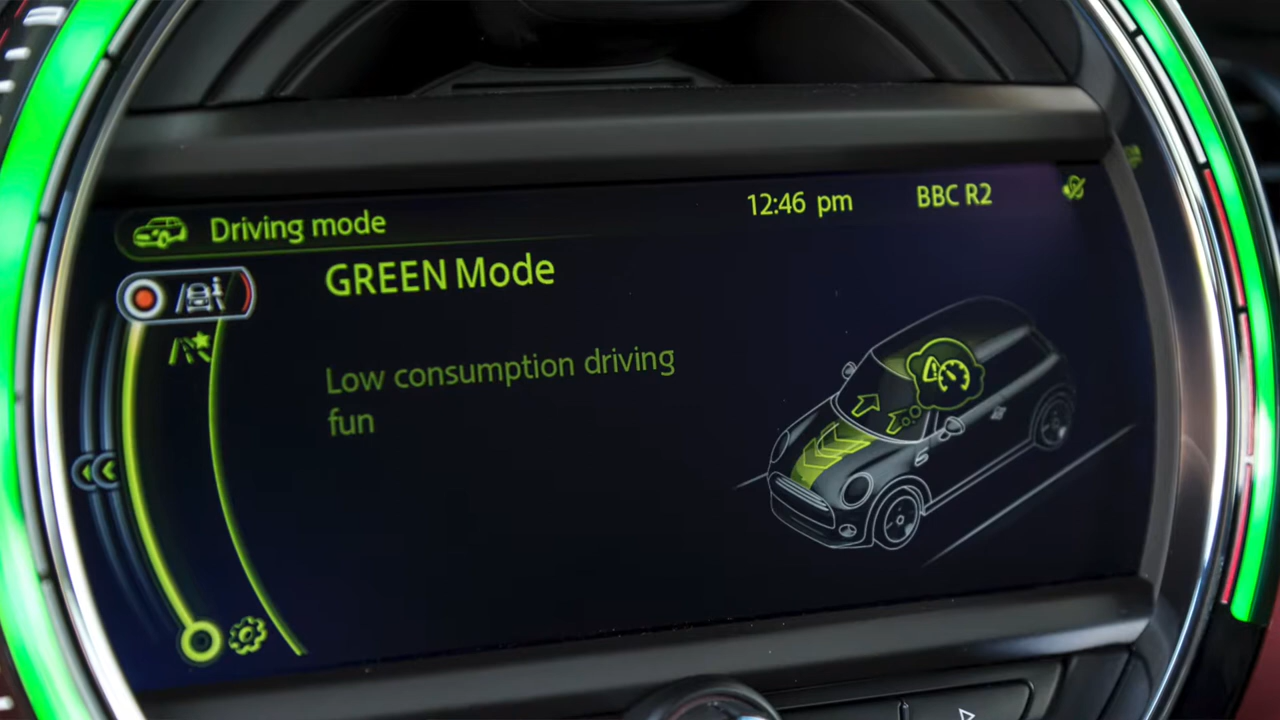 Driving mode
12:46 pm
BBC R2
GREEN Mode
Low consumption driving
fun